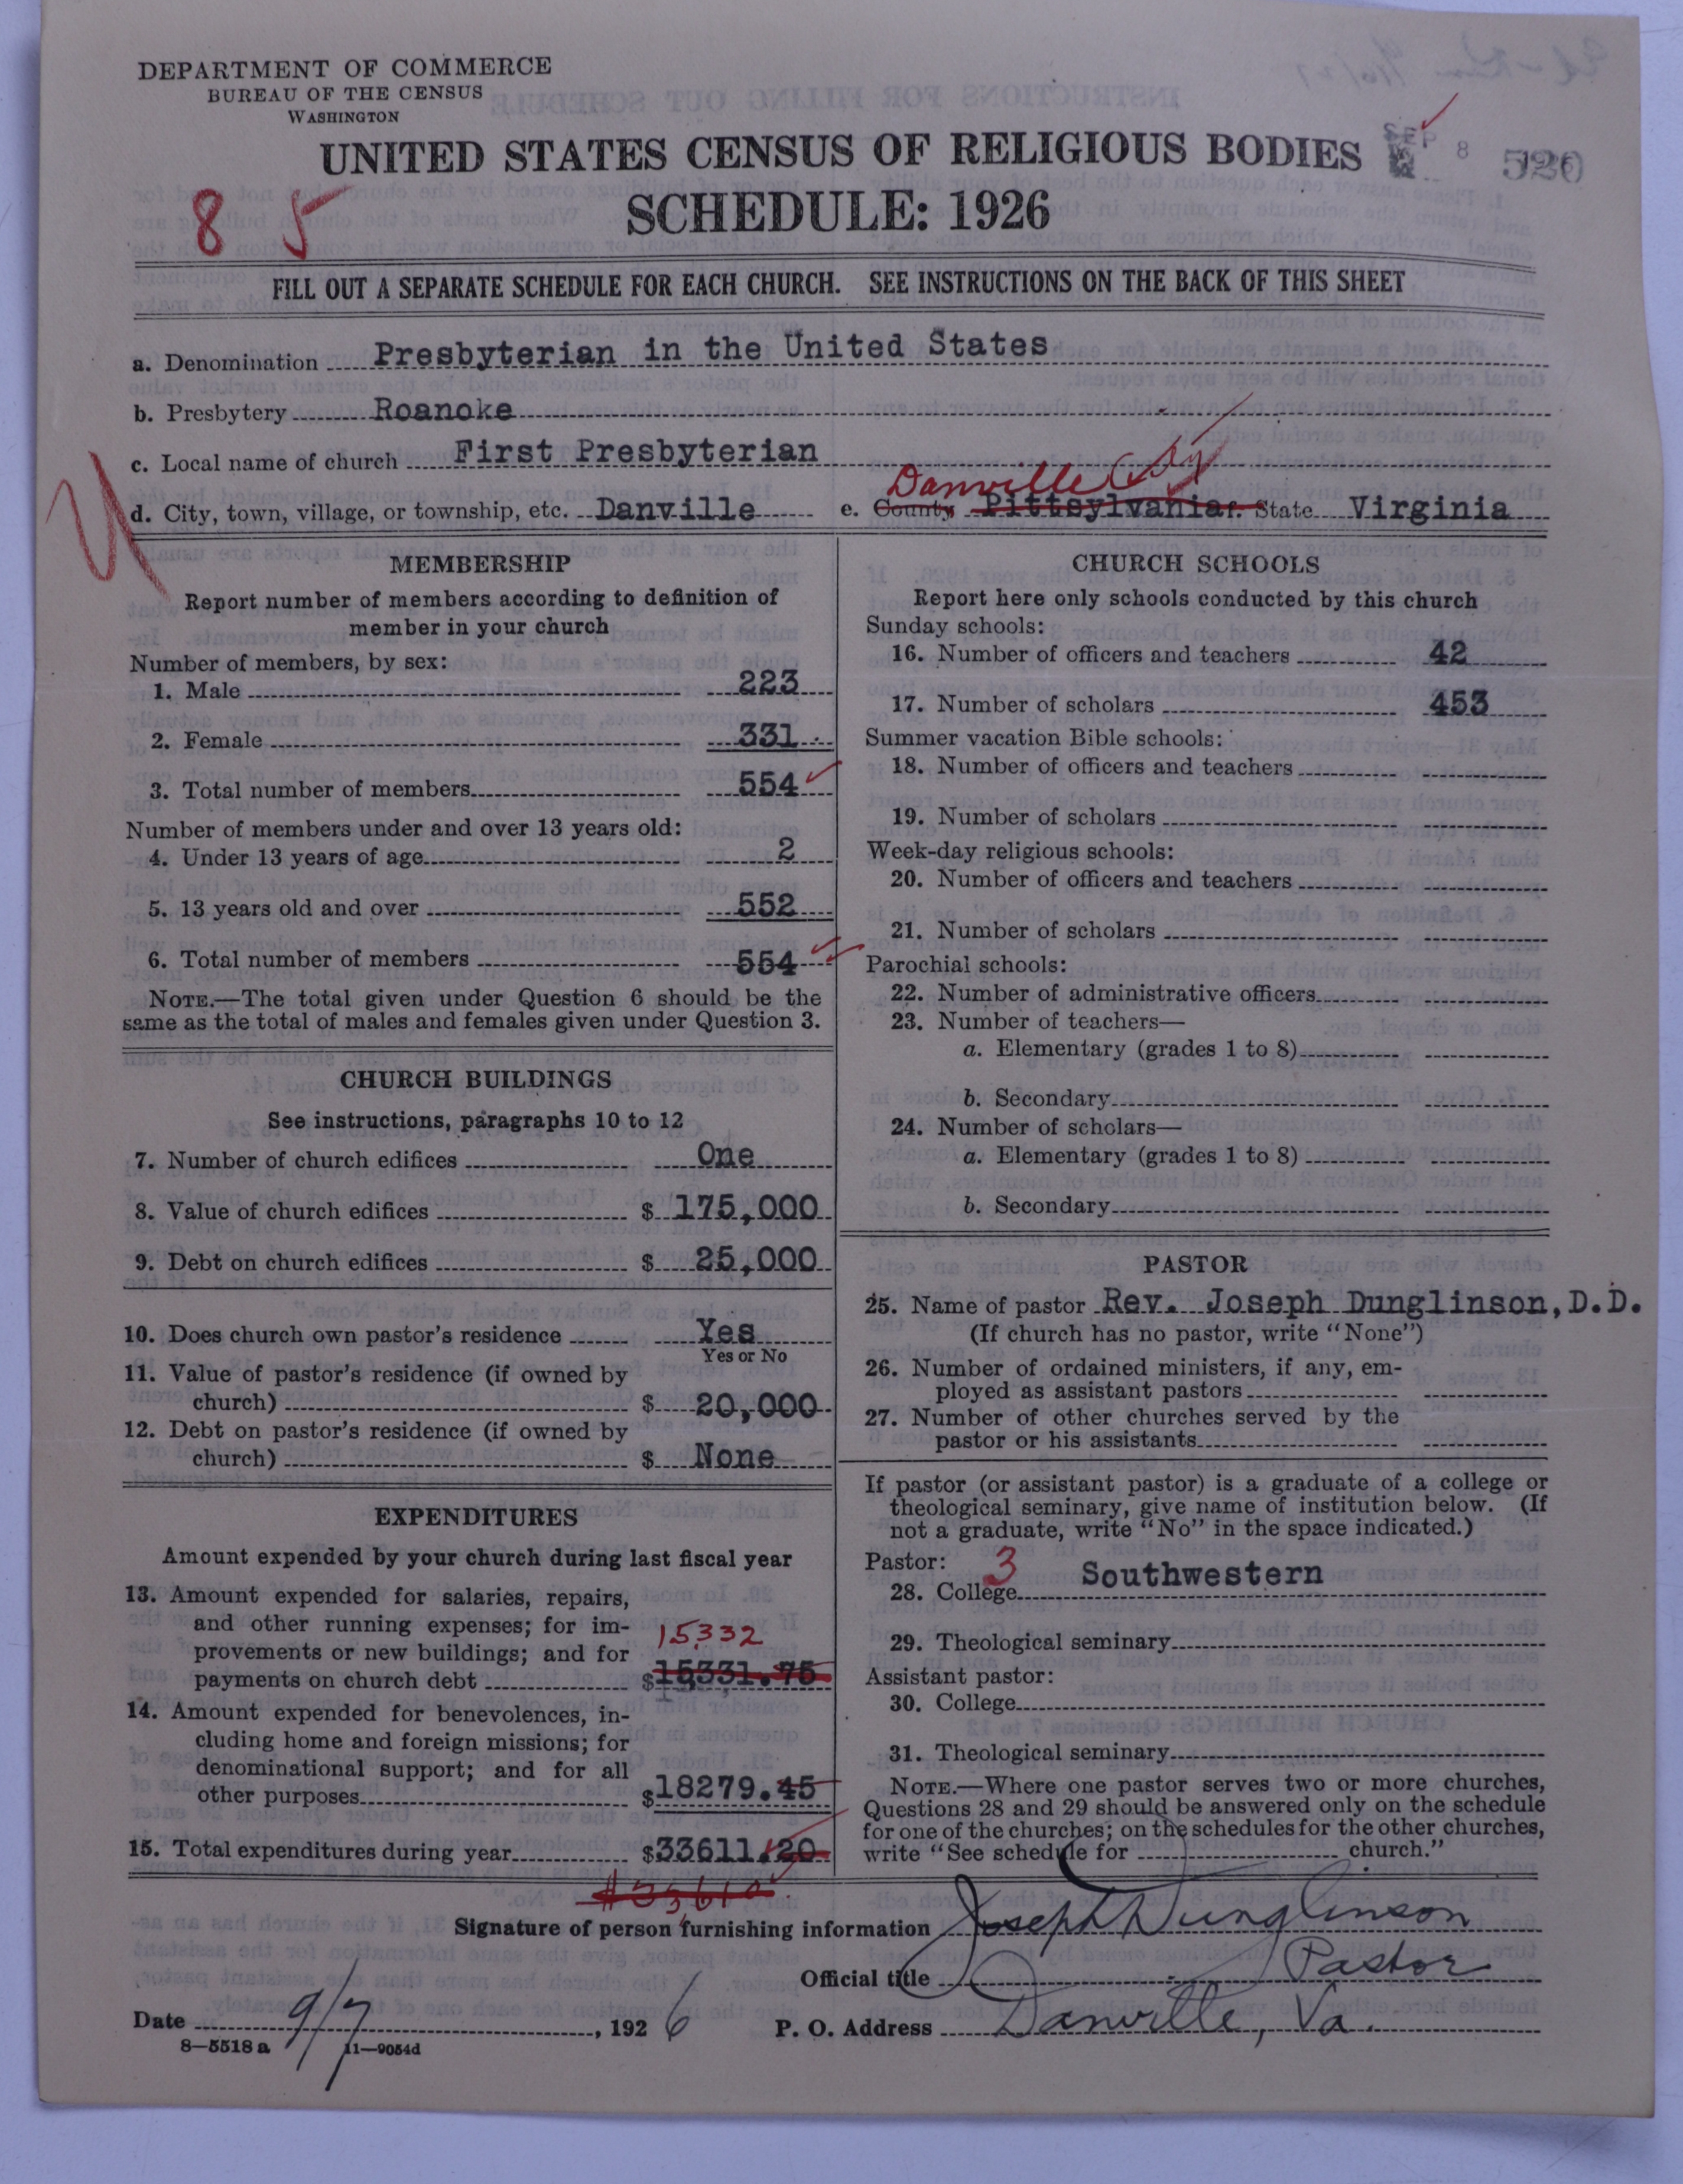 DEPARTMENT OF COMMERCE
BUREAU OF THE CENSUS
WASHINGTON
UNITED STATES CENSUS OF RELIGIOUS BODIES
SEP 8
SCHEDULE: 1926
8 5
FILL OUT A SEPARATE SCHEDULE FOR EACH CHURCH. SEE INSTRUCTIONS ON THE BACK OF THIS SHEET
a. Denomination Presbyterian in the United States
b. Presbytery Roanoke
c. Local name of church First Presbyterian
Danville City
d. City, town, village, or township, etc. Danville e. County Pittsylvania State Virginia
MEMBERSHIP
Report number of members according to definition of
member in your church
Number of members, by sex:
1. Male 223
2. Female 331
3. Total number of members 554
Number of members under and over 13 years old:
4. Under 13 years of age 2
5. 13 years old and over 552
6. Total number of members 554
NOTE.—The total given under Question 6 should be the
same as the total of males and females given under Question 3.
CHURCH BUILDINGS
See instructions, paragraphs 10 to 12
7. Number of church edifices One
8. Value of church edifices $ 175,000
9. Debt on church edifices $ 25,000
10. Does church own pastor's residence Yes
Yes or No
11. Value of pastor's residence (if owned by
church) $ 20,000
12. Debt on pastor's residence (if owned by
church) $ None
EXPENDITURES
Amount expended by your church during last fiscal year
13. Amount expended for salaries, repairs,
and other running expenses; for im-
15332
provements or new buildings; and for
payments on church debt $15331.75
14. Amount expended for benevolences, in-
cluding home and foreign missions; for
denominational support; and for all
other purposes $18279.45
15. Total expenditures during year $33611.20
CHURCH SCHOOLS
Report here only schools conducted by this church
Sunday schools:
16. Number of officers and teachers 42
17. Number of scholars 453
Summer vacation Bible schools:
18. Number of officers and teachers
19. Number of scholars
Week-day religious schools:
20. Number of officers and teachers
21. Number of scholars
Parochial schools:
22. Number of administrative officers
23. Number of teachers—
a. Elementary (grades 1 to 8)
b. Secondary
24. Number of scholars—
a. Elementary (grades 1 to 8)
b. Secondary
PASTOR
25. Name of pastor Rev. Joseph Dunglinson, D.D.
(If church has no pastor, write "None")
26. Number of ordained ministers, if any, em-
ployed as assistant pastors
27. Number of other churches served by the
pastor or his assistants
If pastor (or assistant pastor) is a graduate of a college or
theological seminary, give name of institution below. (If
not a graduate, write "No" in the space indicated.)
Pastor: 3
28. College Southwestern
29. Theological seminary
Assistant pastor:
30. College
31. Theological seminary
NOTE.—Where one pastor serves two or more churches,
Questions 28 and 29 should be answered only on the schedule
for one of the churches; on the schedules for the other churches,
write "See schedule for church."
Signature of person furnishing information Joseph Dunglinson
Official title Pastor
Date 9/7, 1926 P. O. Address Danville, Va.
8—5518 a 11—9054d